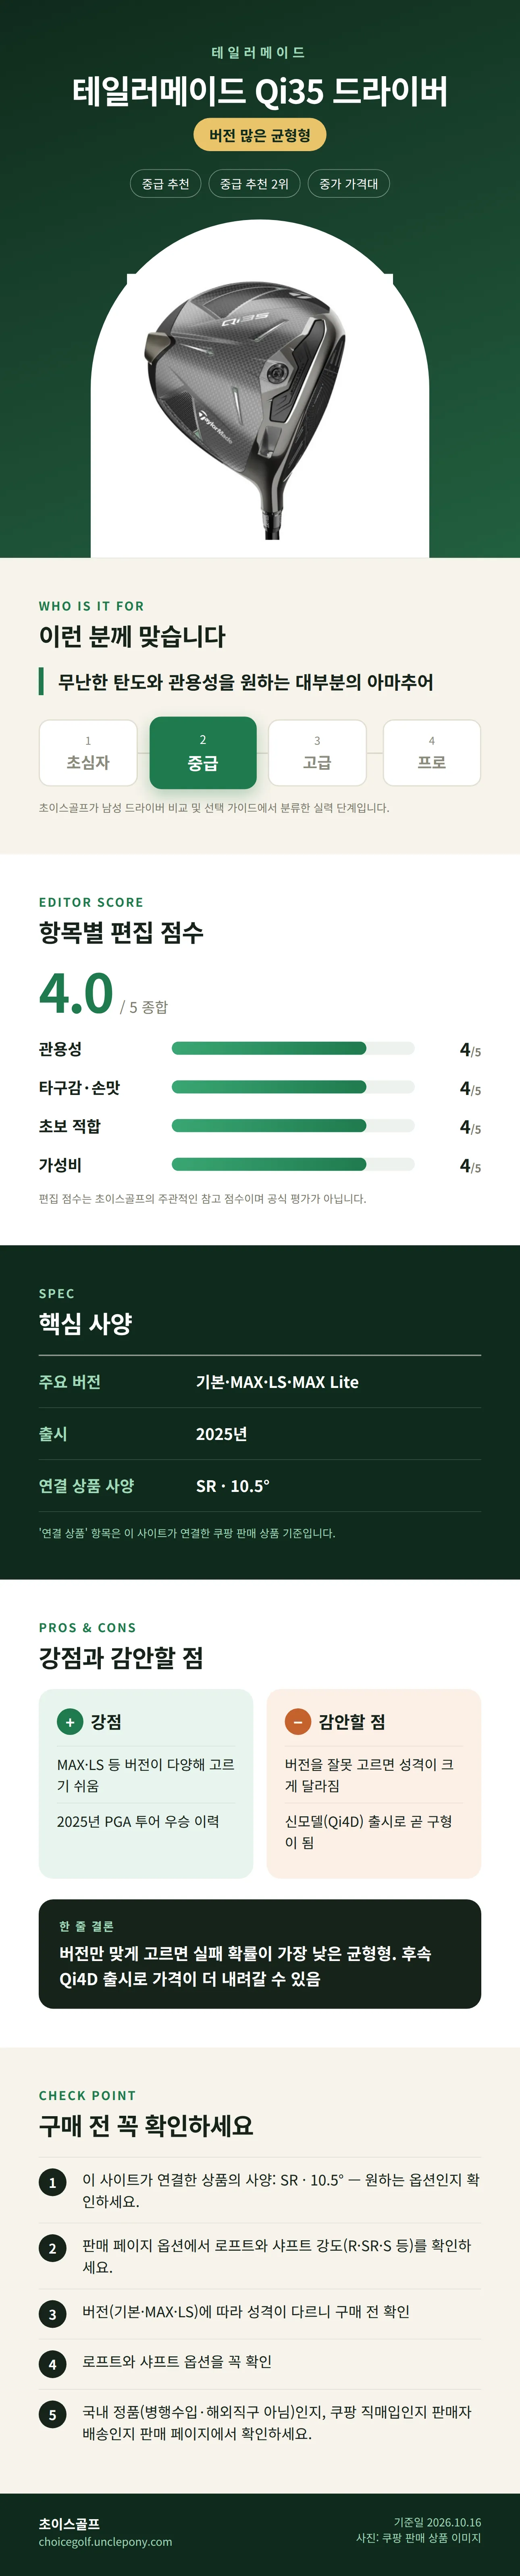 테일러메이드
테일러메이드 Qi35 드라이버
버전 많은 균형형
중급 추천
중급 추천 2위
중가 가격대
Qi35
TaylorMade
WHO IS IT FOR
이런 분께 맞습니다
무난한 탄도와 관용성을 원하는 대부분의 아마추어
1
초심자
2
중급
3
고급
4
프로
초이스골프가 남성 드라이버 비교 및 선택 가이드에서 분류한 실력 단계입니다.
EDITOR SCORE
항목별 편집 점수
4.0 / 5 종합
관용성 4/5
타구감·손맛 4/5
초보 적합 4/5
가성비 4/5
편집 점수는 초이스골프의 주관적인 참고 점수이며 공식 평가가 아닙니다.
SPEC
핵심 사양
주요 버전 기본·MAX·LS·MAX Lite
출시 2025년
연결 상품 사양 SR · 10.5°
'연결 상품' 항목은 이 사이트가 연결한 쿠팡 판매 상품 기준입니다.
PROS & CONS
강점과 감안할 점
+ 강점
MAX·LS 등 버전이 다양해 고르
기 쉬움
2025년 PGA 투어 우승 이력
− 감안할 점
버전을 잘못 고르면 성격이 크
게 달라짐
신모델(Qi4D) 출시로 곧 구형
이 됨
한 줄 결론
버전만 맞게 고르면 실패 확률이 가장 낮은 균형형. 후속
Qi4D 출시로 가격이 더 내려갈 수 있음
CHECK POINT
구매 전 꼭 확인하세요
1 이 사이트가 연결한 상품의 사양: SR · 10.5° — 원하는 옵션인지 확
인하세요.
2 판매 페이지 옵션에서 로프트와 샤프트 강도(R·SR·S 등)를 확인하
세요.
3 버전(기본·MAX·LS)에 따라 성격이 다르니 구매 전 확인
4 로프트와 샤프트 옵션을 꼭 확인
5 국내 정품(병행수입·해외직구 아님)인지, 쿠팡 직매입인지 판매자
배송인지 판매 페이지에서 확인하세요.
초이스골프
choicegolf.unclepony.com
기준일 2026.10.16
사진: 쿠팡 판매 상품 이미지